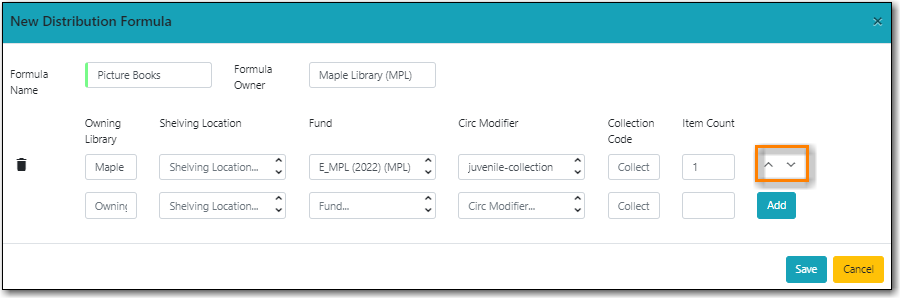 New Distribution Formula ×
Formula Name Picture Books Formula Owner Maple Library (MPL)
Owning Library Shelving Location Fund Circ Modifier Collection Code Item Count
Maple Shelving Location... E_MPL (2022) (MPL) juvenile-collection Collect 1
Owning Shelving Location... Fund... Circ Modifier... Collect Add
Save Cancel